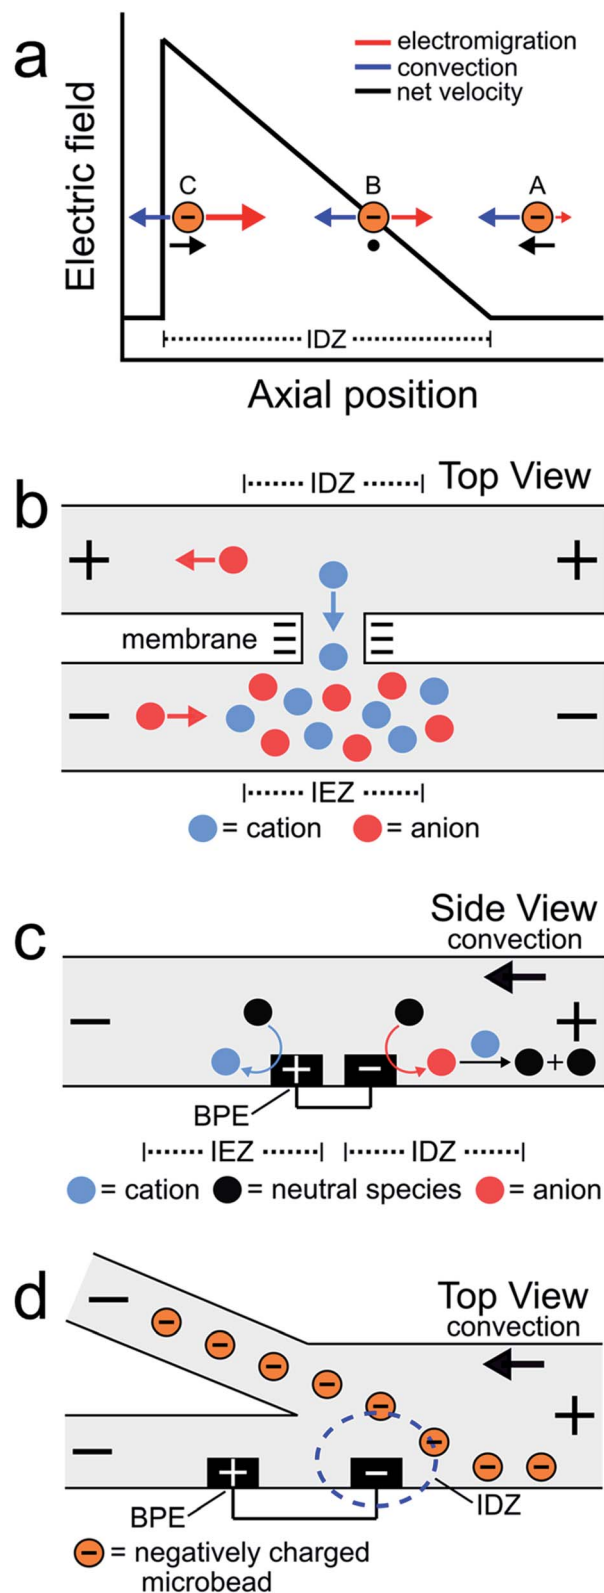 a
electromigration
convection
net velocity
Electric field
C
B
A
− − −
IDZ
Axial position
b
IDZ
Top View
+ +
membrane
− −
IEZ
= cation = anion
c
Side View
convection
− +
+ −
+
BPE
IEZ IDZ
= cation = neutral species = anion
d
Top View
convection
−
− − − − − − − −
+
−
+ −
BPE
IDZ
− = negatively charged
microbead